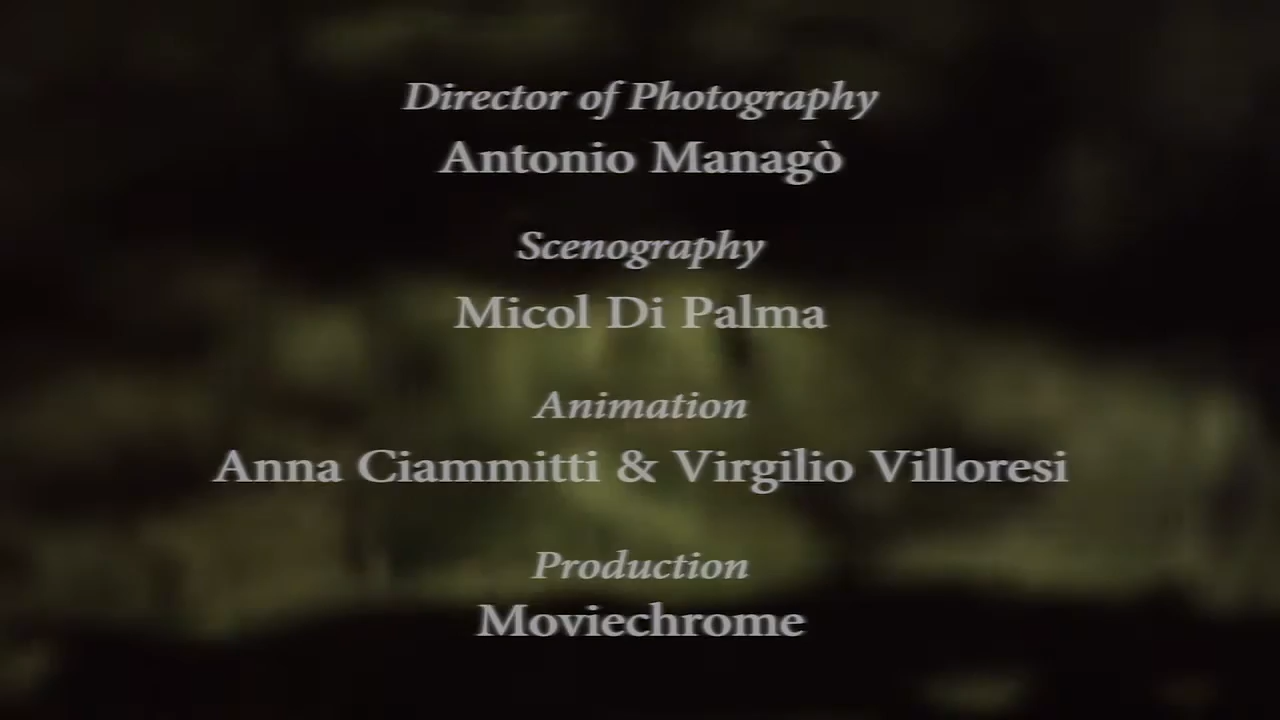 Director of Photography
Antonio Managò
Scenography
Micol Di Palma
Animation
Anna Ciammitti & Virgilio Villoresi
Production
Moviechrome